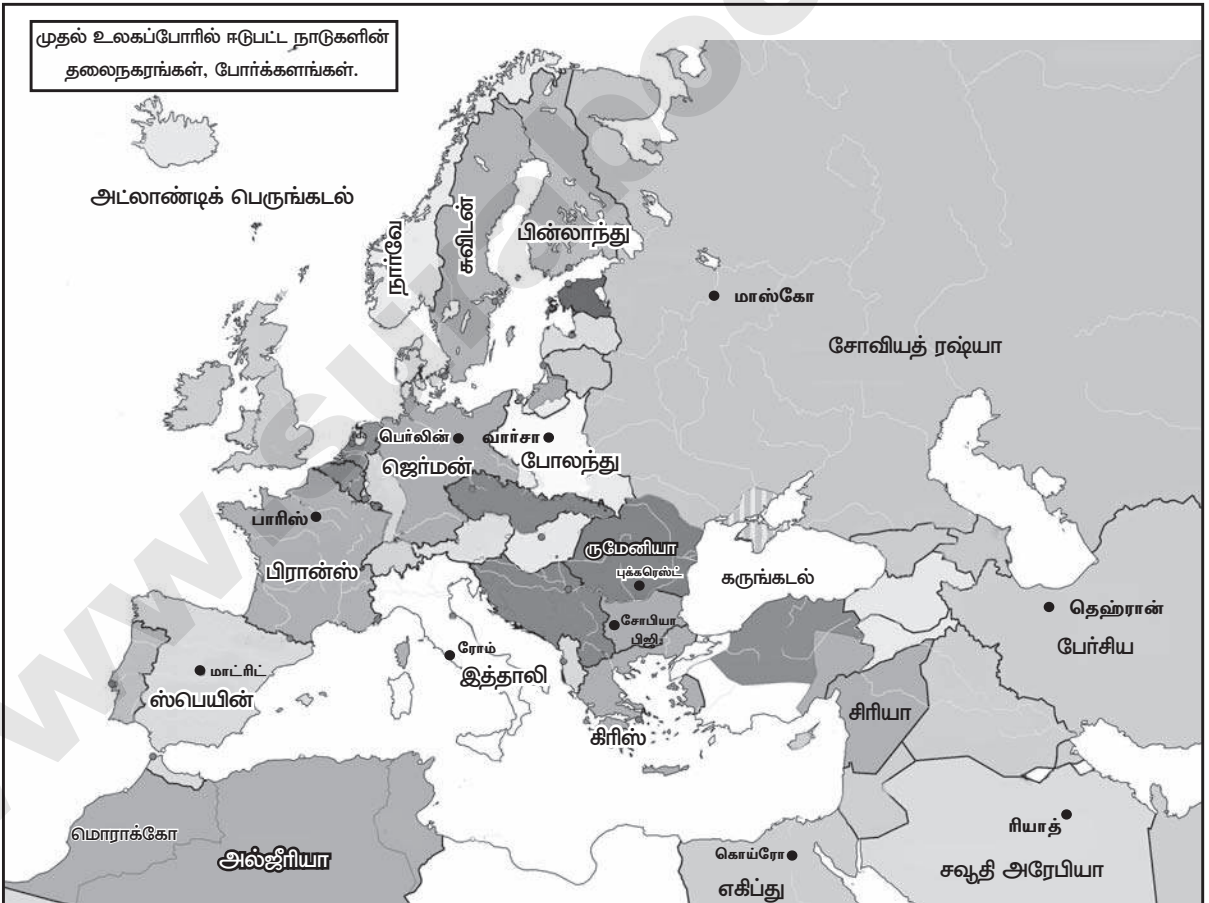 முதல் உலகப்போரில் ஈடுபட்ட நாடுகளின்
தலைநகரங்கள், போர்க்களங்கள்.
அட்லாண்டிக் பெருங்கடல்
நார்வே
சுவிடன்
பின்லாந்து
மாஸ்கோ
சோவியத் ரஷ்யா
பெர்லின்
வார்சா
ஜெர்மன்
போலந்து
பாரிஸ்
பிரான்ஸ்
ருமேனியா
புக்கரெஸ்ட்
கருங்கடல்
சோபியா
பிஜி
தெஹ்ரான்
பேர்சிய
ரோம்
இத்தாலி
மாட்ரிட்
ஸ்பெயின்
சிரியா
கிரிஸ்
மொராக்கோ
அல்ஜீரியா
ரியாத்
சவூதி அரேபியா
கொய்ரோ
எகிப்து